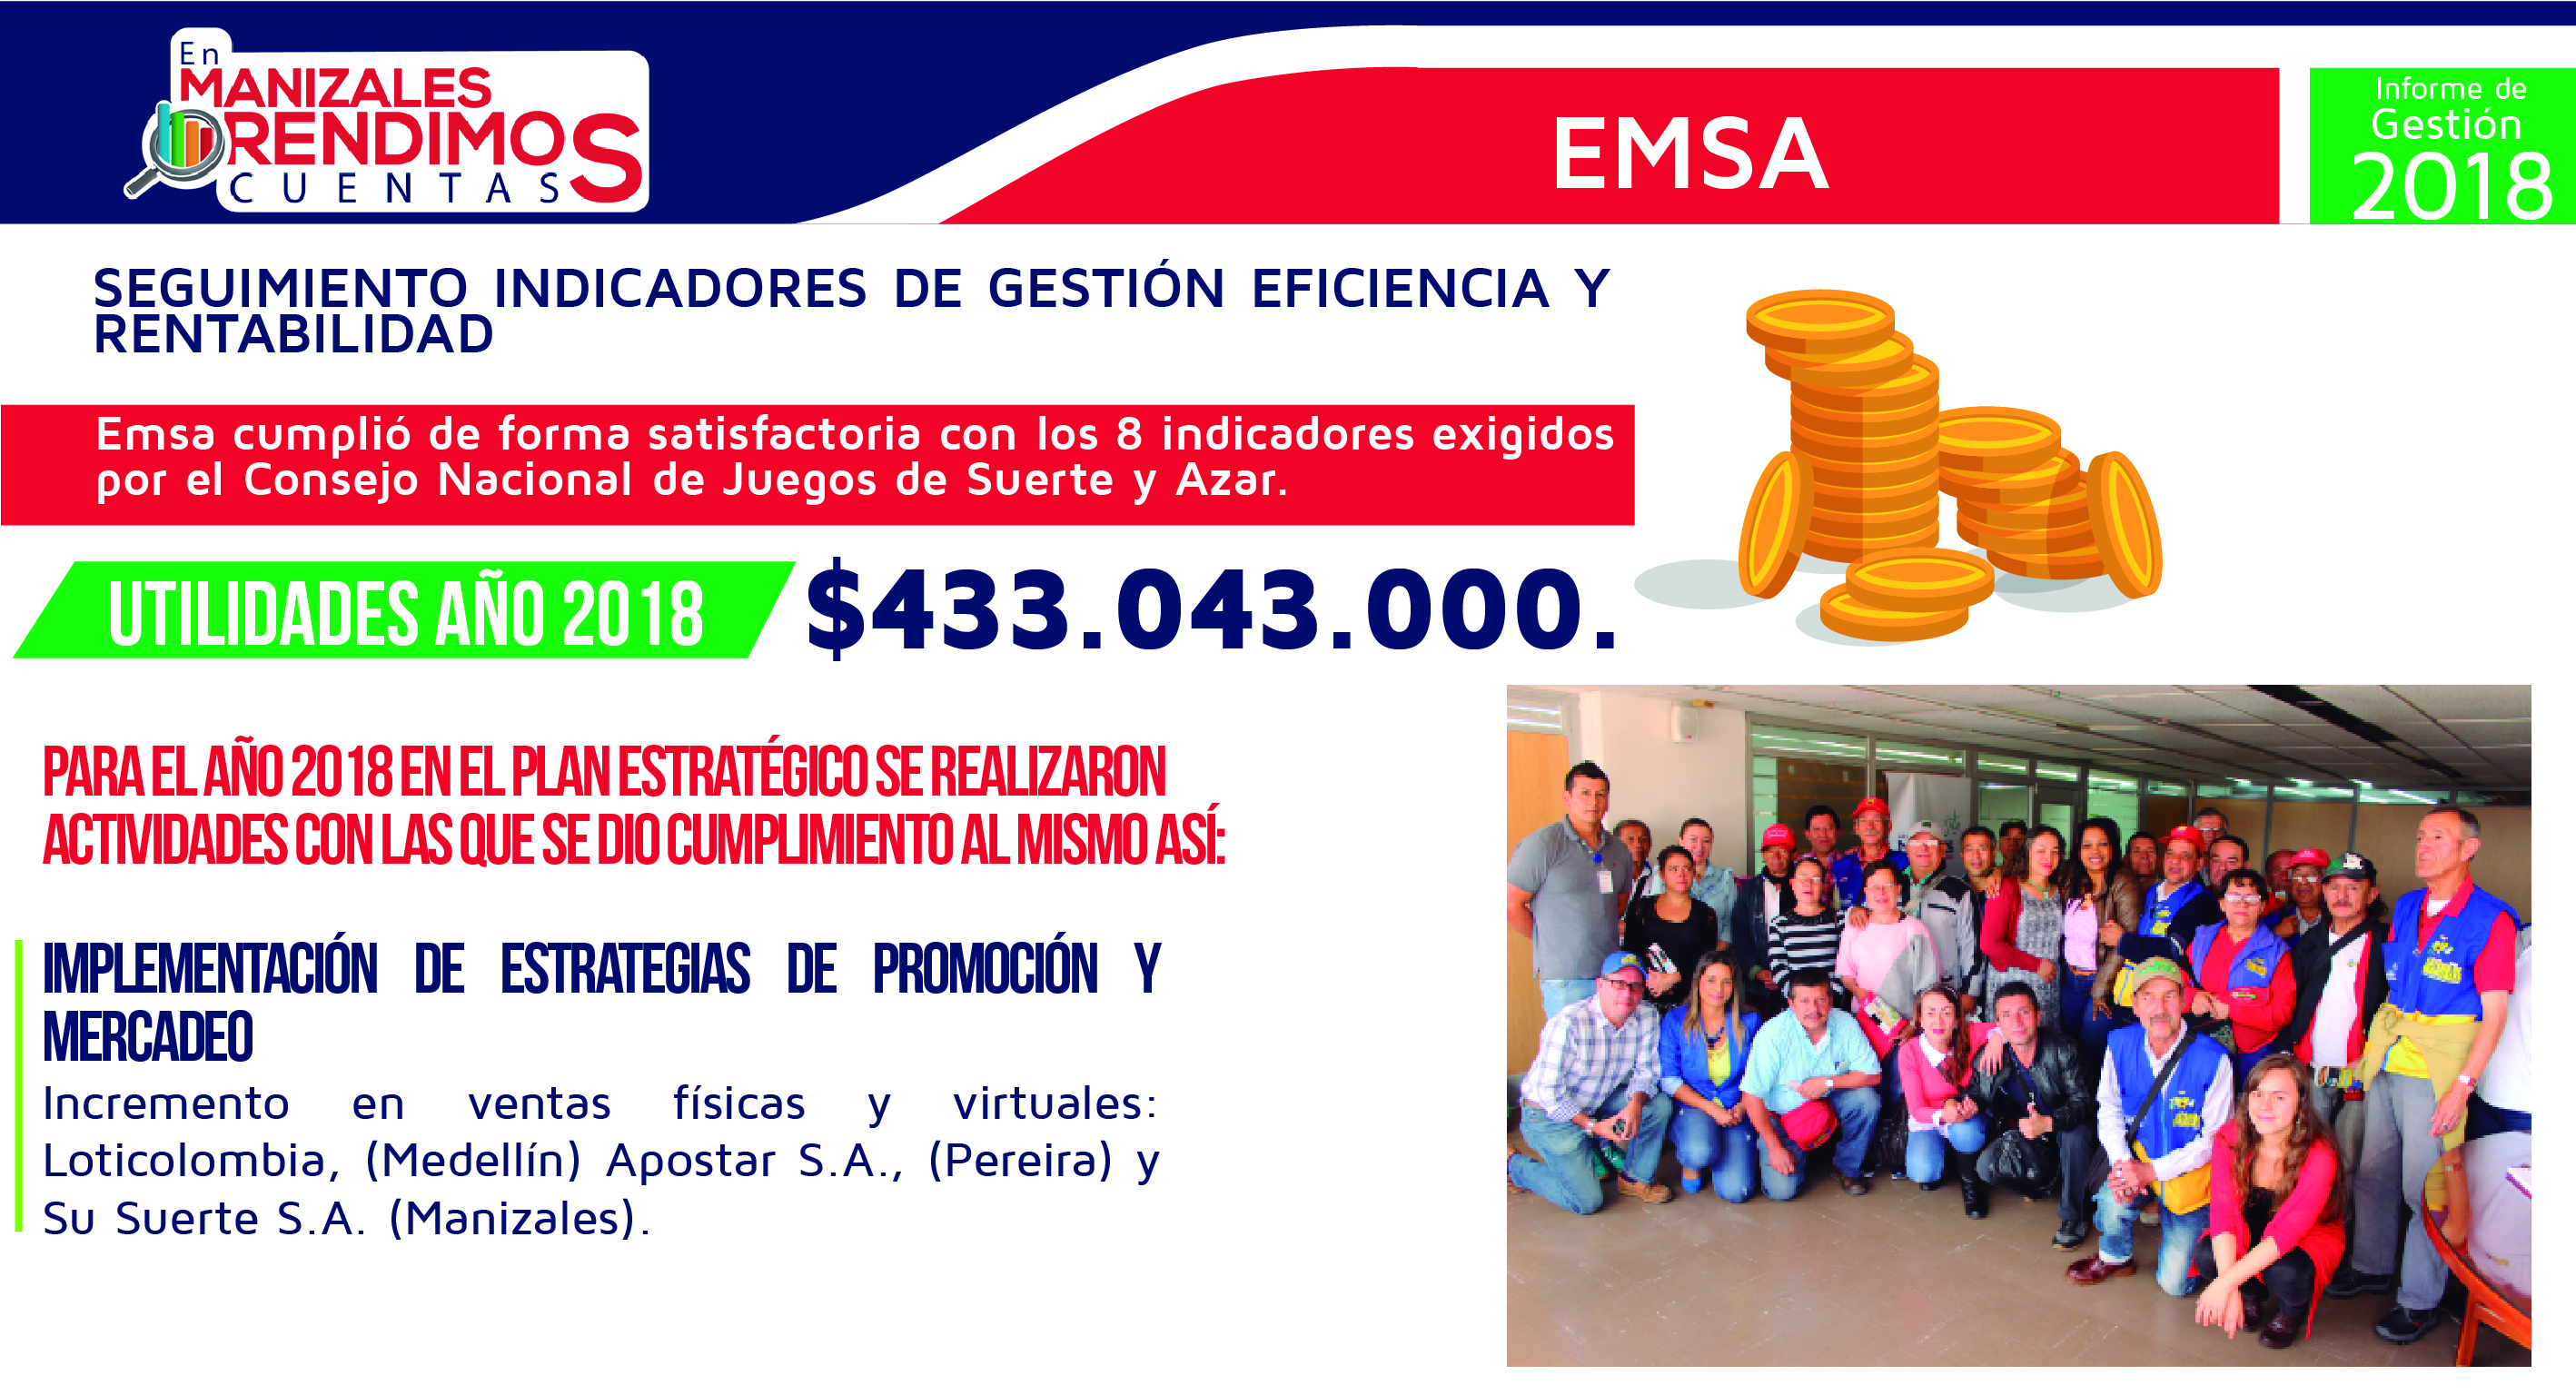 En
MANIZALES
RENDIMOS
CUENTAS
EMSA
Informe de
Gestión
2018
SEGUIMIENTO INDICADORES DE GESTIÓN EFICIENCIA Y
RENTABILIDAD
Emsa cumplió de forma satisfactoria con los 8 indicadores exigidos
por el Consejo Nacional de Juegos de Suerte y Azar.
UTILIDADES AÑO 2018 $433.043.000.
PARA EL AÑO 2018 EN EL PLAN ESTRATÉGICO SE REALIZARON
ACTIVIDADES CON LAS QUE SE DIO CUMPLIMIENTO AL MISMO ASÍ:
IMPLEMENTACIÓN DE ESTRATEGIAS DE PROMOCIÓN Y
MERCADEO
Incremento en ventas físicas y virtuales:
Loticolombia, (Medellín) Apostar S.A., (Pereira) y
Su Suerte S.A. (Manizales).